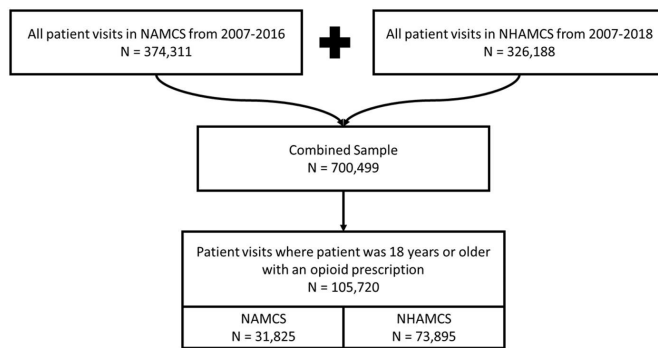 All patient visits in NAMCS from 2007-2016
N = 374,311
All patient visits in NHAMCS from 2007-2018
N = 326,188
Combined Sample
N = 700,499
Patient visits where patient was 18 years or older
with an opioid prescription
N = 105,720
NAMCS
N = 31,825
NHAMCS
N = 73,895